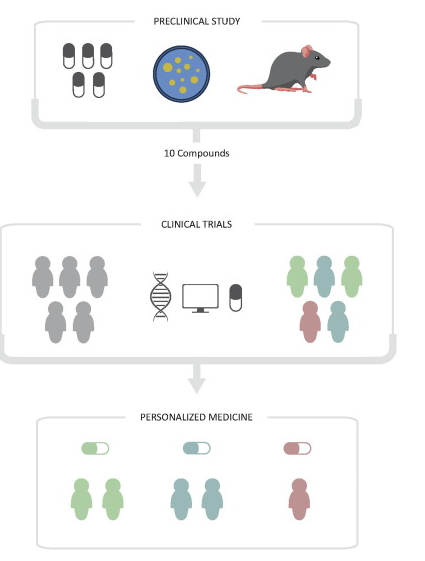 PRECLINICAL STUDY
10 Compounds
CLINICAL TRIALS
PERSONALIZED MEDICINE